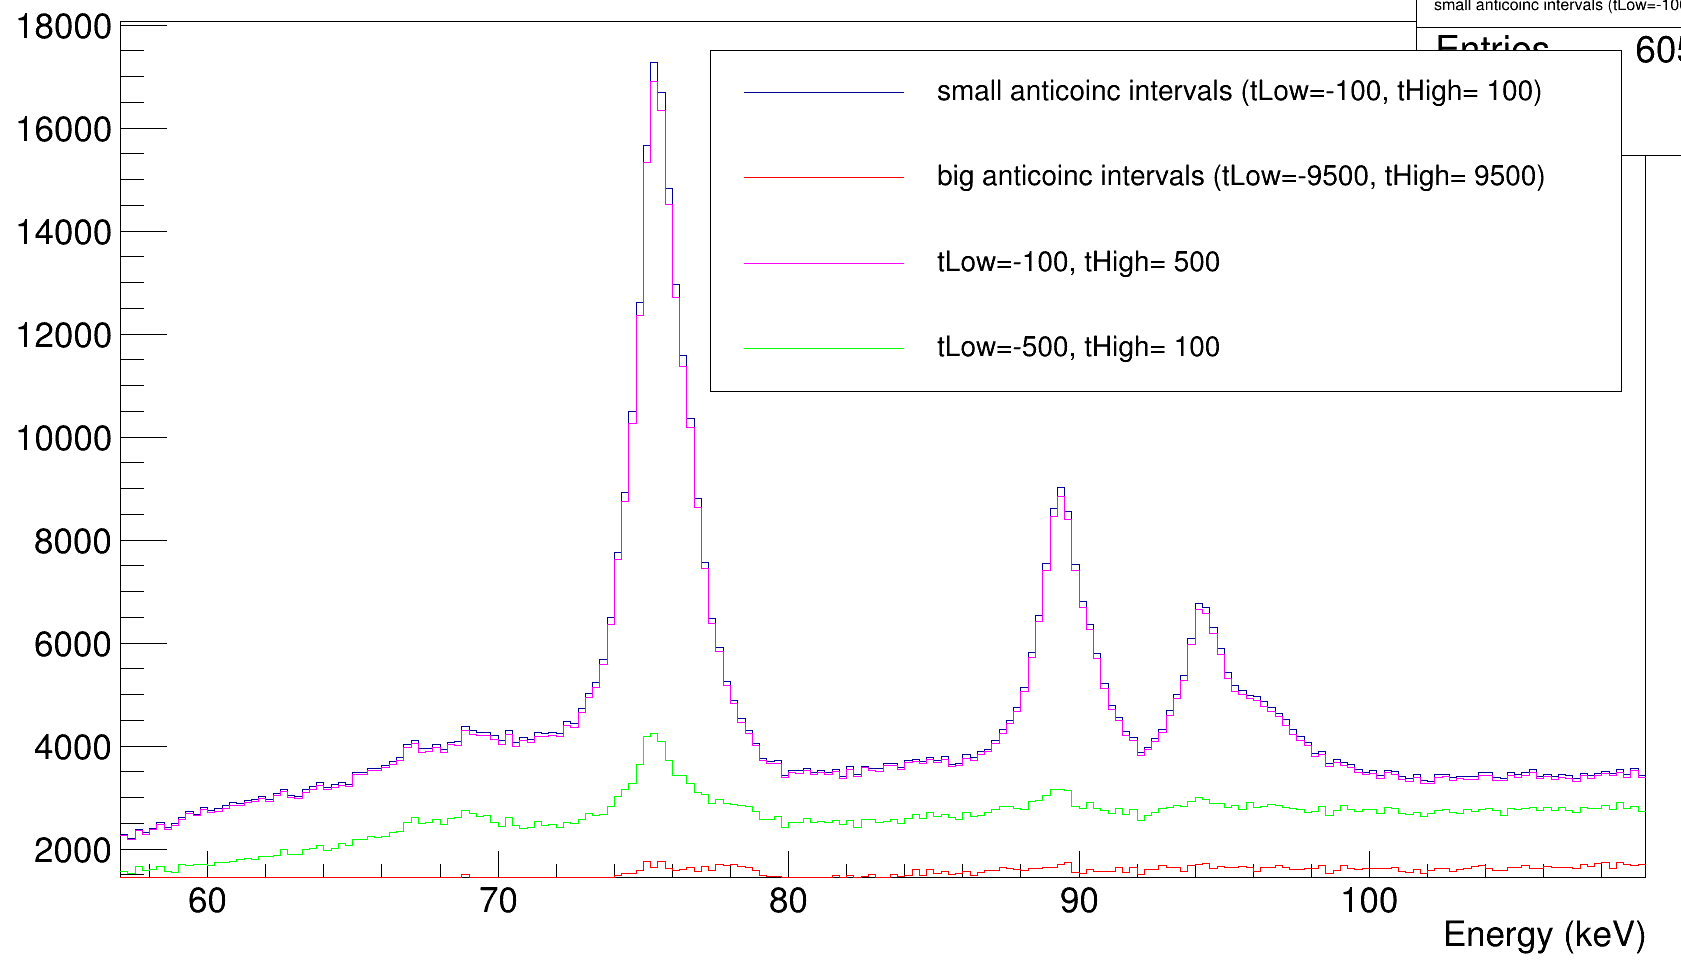 small anticoinc intervals (tLow=-100
Entries 605
small anticoinc intervals (tLow=-100, tHigh= 100)
big anticoinc intervals (tLow=-9500, tHigh= 9500)
tLow=-100, tHigh= 500
tLow=-500, tHigh= 100
18000
16000
14000
12000
10000
8000
6000
4000
2000
60 70 80 90 100
Energy (keV)